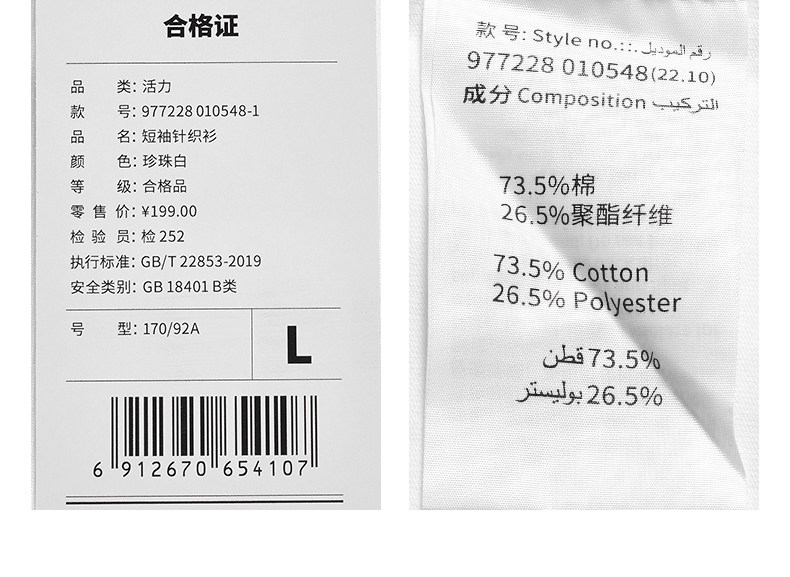 合格证
品 类: 活力
款 号: 977228 010548-1
品 名: 短袖针织衫
颜 色: 珍珠白
等 级: 合格品
零 售 价: ¥199.00
检 验 员: 检 252
执行标准: GB/T 22853-2019
安全类别: GB 18401 B类
号 型: 170/92A
L
6 912670 654107
款 号: Style no.::. رقم الموديل
977228 010548(22.10)
成分 Composition التركيب
73.5%棉
26.5%聚酯纤维
73.5% Cotton
26.5% Polyester
73.5% قطن
26.5% بوليستر